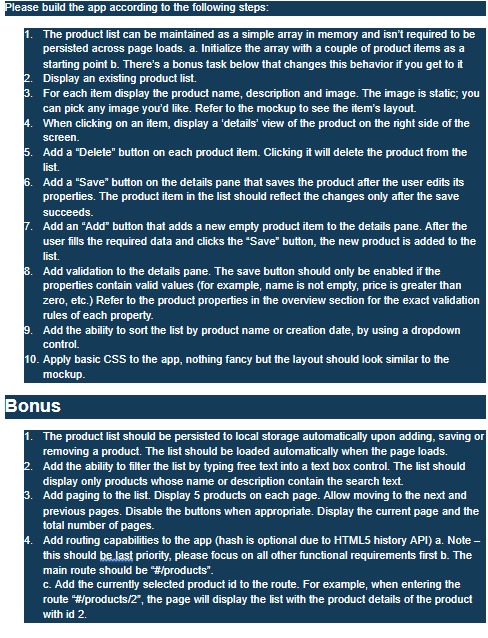 Please build the app according to the following steps:
1. The product list can be maintained as a simple array in memory and isn't required to be
persisted across page loads. a. Initialize the array with a couple of product items as a
starting point b. There's a bonus task below that changes this behavior if you get to it
2. Display an existing product list.
3. For each item display the product name, description and image. The image is static; you
can pick any image you'd like. Refer to the mockup to see the item's layout.
4. When clicking on an item, display a 'details' view of the product on the right side of the
screen.
5. Add a "Delete" button on each product item. Clicking it will delete the product from the
list.
6. Add a "Save" button on the details pane that saves the product after the user edits its
properties. The product item in the list should reflect the changes only after the save
succeeds.
7. Add an "Add" button that adds a new empty product item to the details pane. After the
user fills the required data and clicks the "Save" button, the new product is added to the
list.
8. Add validation to the details pane. The save button should only be enabled if the
properties contain valid values (for example, name is not empty, price is greater than
zero, etc.) Refer to the product properties in the overview section for the exact validation
rules of each property.
9. Add the ability to sort the list by product name or creation date, by using a dropdown
control.
10. Apply basic CSS to the app, nothing fancy but the layout should look similar to the
mockup.
Bonus
1. The product list should be persisted to local storage automatically upon adding, saving or
removing a product. The list should be loaded automatically when the page loads.
2. Add the ability to filter the list by typing free text into a text box control. The list should
display only products whose name or description contain the search text.
3. Add paging to the list. Display 5 products on each page. Allow moving to the next and
previous pages. Disable the buttons when appropriate. Display the current page and the
total number of pages.
4. Add routing capabilities to the app (hash is optional due to HTML5 history API) a. Note –
this should be last priority, please focus on all other functional requirements first b. The
main route should be "#/products".
c. Add the currently selected product id to the route. For example, when entering the
route "#/products/2", the page will display the list with the product details of the product
with id 2.